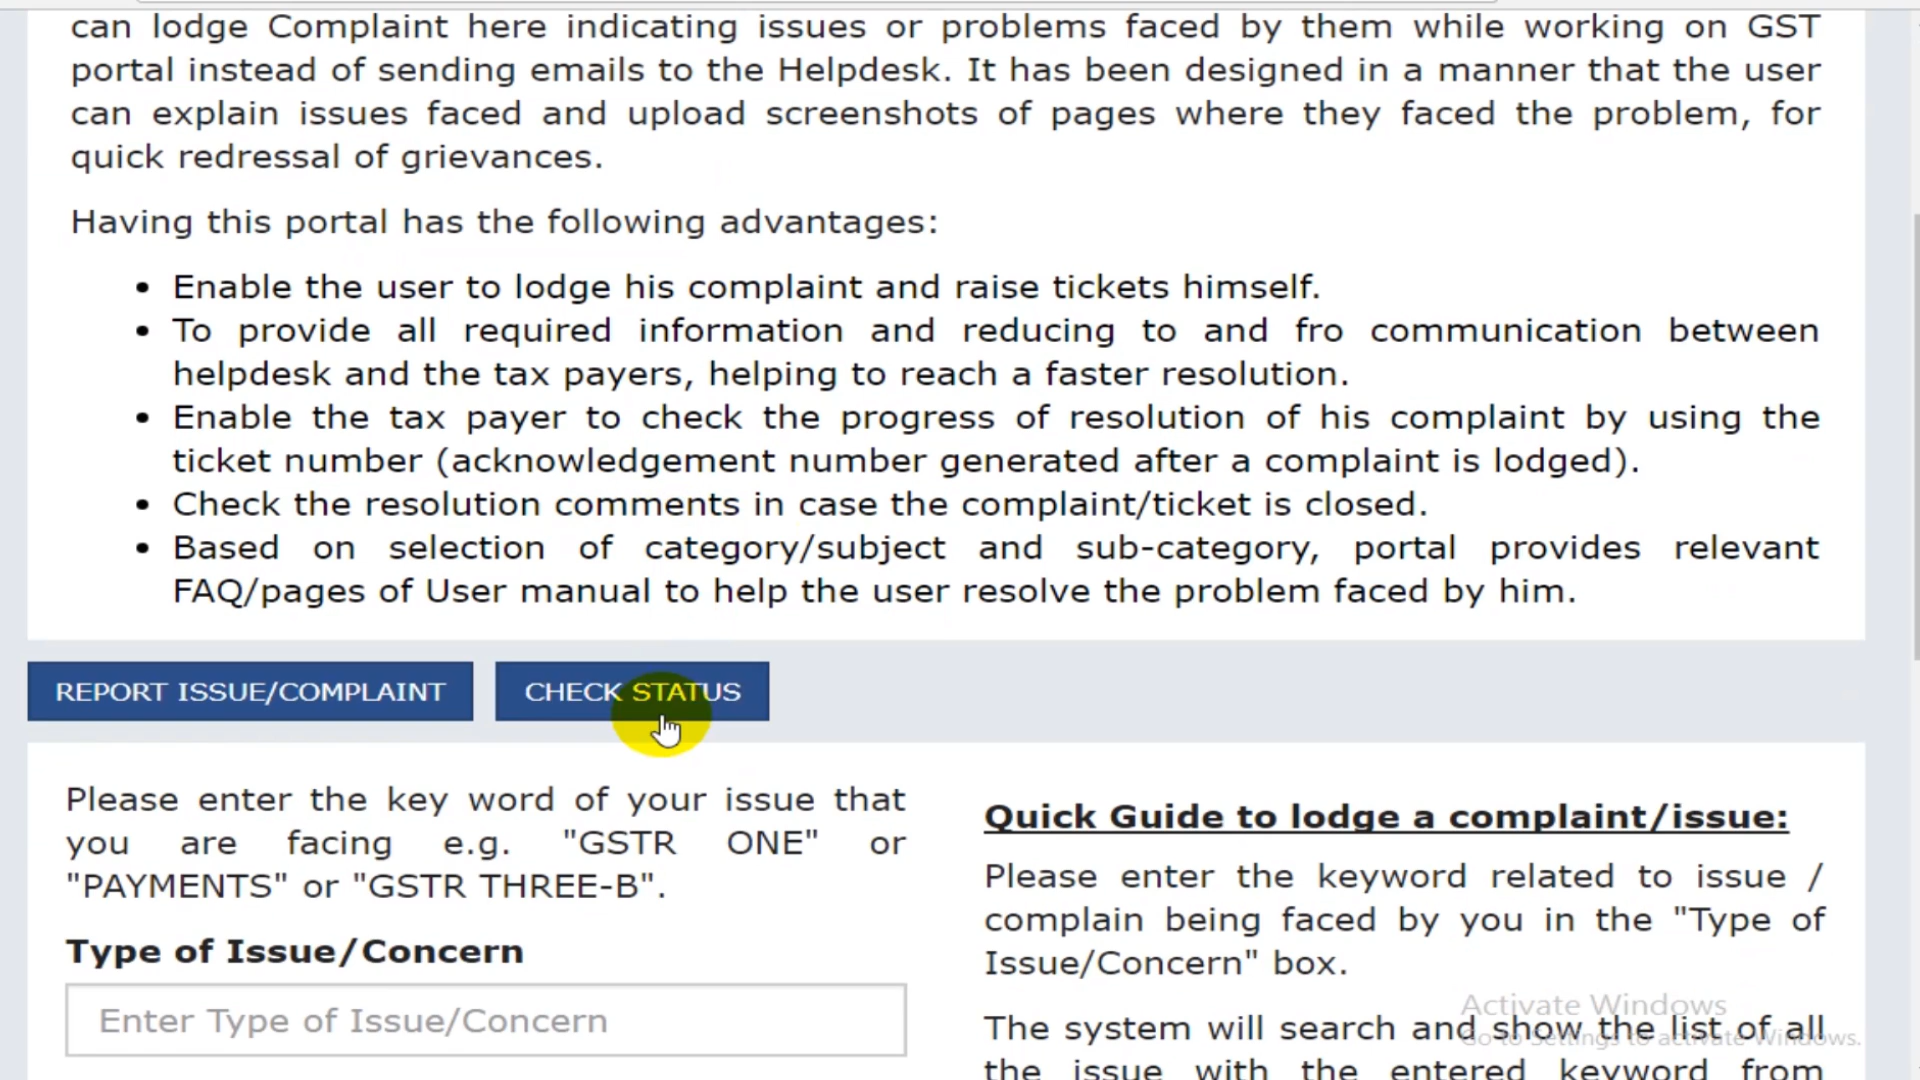 can lodge Complaint here indicating issues or problems faced by them while working on GST
portal instead of sending emails to the Helpdesk. It has been designed in a manner that the user
can explain issues faced and upload screenshots of pages where they faced the problem, for
quick redressal of grievances.
Having this portal has the following advantages:
• Enable the user to lodge his complaint and raise tickets himself.
• To provide all required information and reducing to and fro communication between
helpdesk and the tax payers, helping to reach a faster resolution.
• Enable the tax payer to check the progress of resolution of his complaint by using the
ticket number (acknowledgement number generated after a complaint is lodged).
• Check the resolution comments in case the complaint/ticket is closed.
• Based on selection of category/subject and sub-category, portal provides relevant
FAQ/pages of User manual to help the user resolve the problem faced by him.
REPORT ISSUE/COMPLAINT
CHECK STATUS
Please enter the key word of your issue that
you are facing e.g. "GSTR ONE" or
"PAYMENTS" or "GSTR THREE-B".
Type of Issue/Concern
Enter Type of Issue/Concern
Quick Guide to lodge a complaint/issue:
Please enter the keyword related to issue /
complain being faced by you in the "Type of
Issue/Concern" box.
The system will search and show the list of all
the issue with the entered keyword from
Activate Windows
Go to Settings to activate Windows.